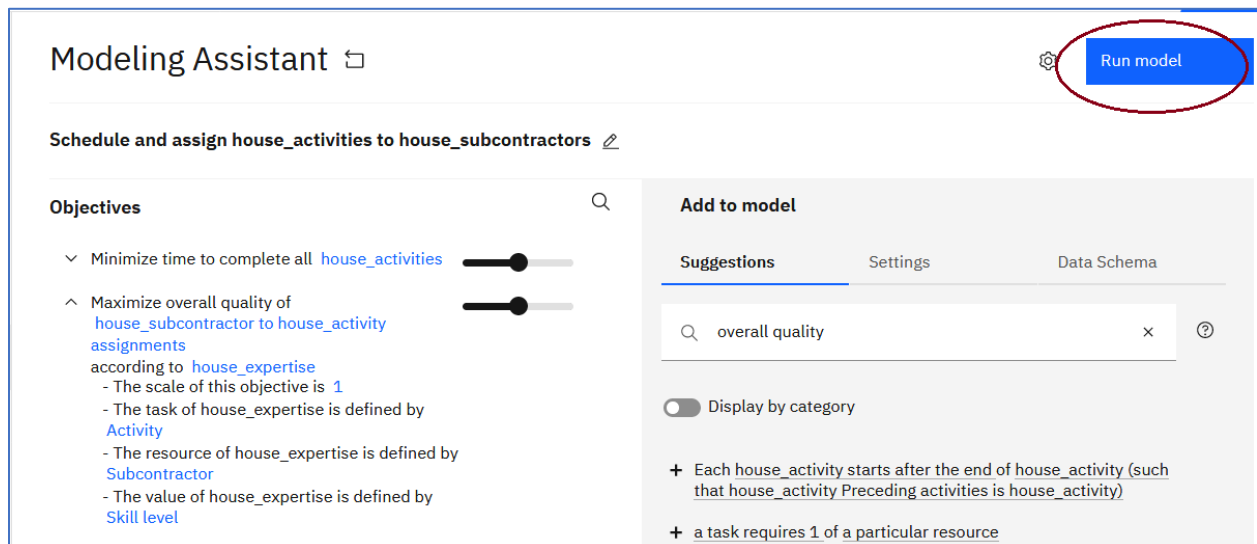 Modeling Assistant
Run model
Schedule and assign house_activities to house_subcontractors
Objectives
Minimize time to complete all house_activities
Maximize overall quality of
house_subcontractor to house_activity
assignments
according to house_expertise
- The scale of this objective is 1
- The task of house_expertise is defined by
Activity
- The resource of house_expertise is defined by
Subcontractor
- The value of house_expertise is defined by
Skill level
Add to model
Suggestions Settings Data Schema
overall quality
Display by category
+ Each house_activity starts after the end of house_activity (such
that house_activity Preceding activities is house_activity)
+ a task requires 1 of a particular resource